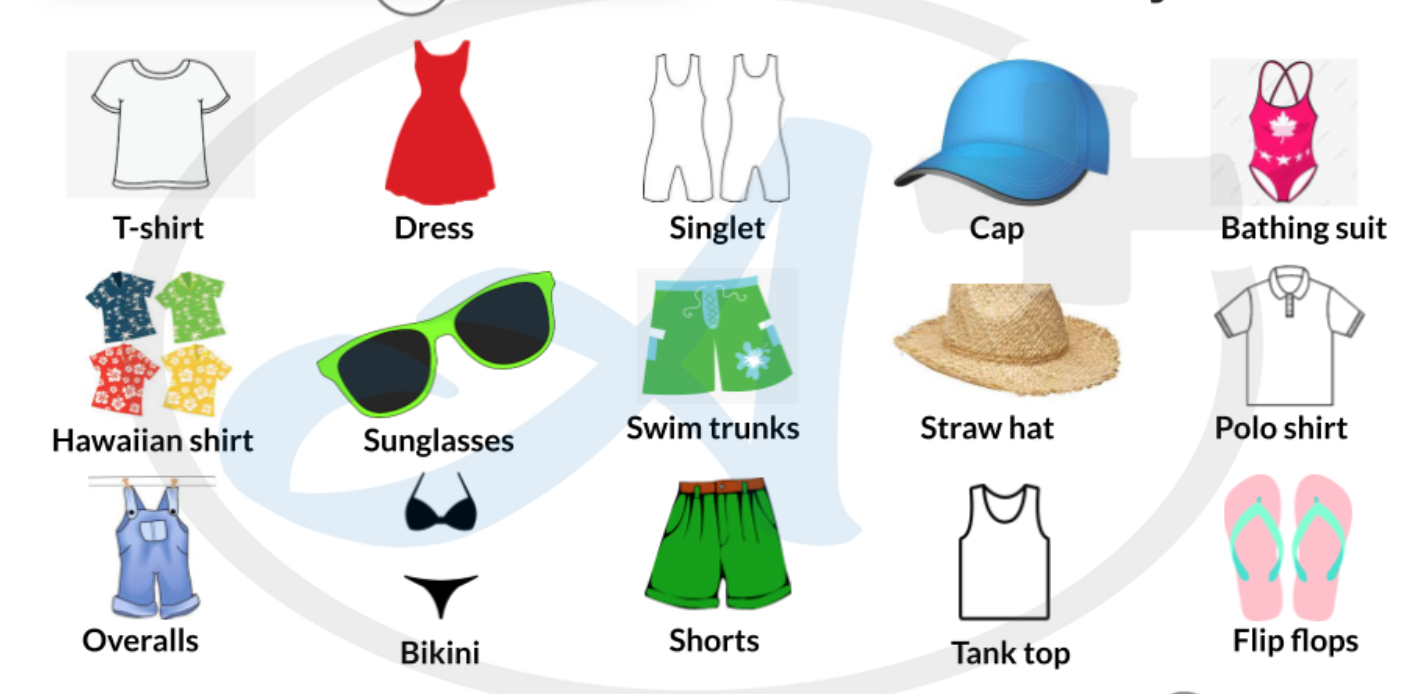 T-shirt
Dress
Singlet
Cap
Bathing suit
Hawaiian shirt
Sunglasses
Swim trunks
Straw hat
Polo shirt
Overalls
Bikini
Shorts
Tank top
Flip flops